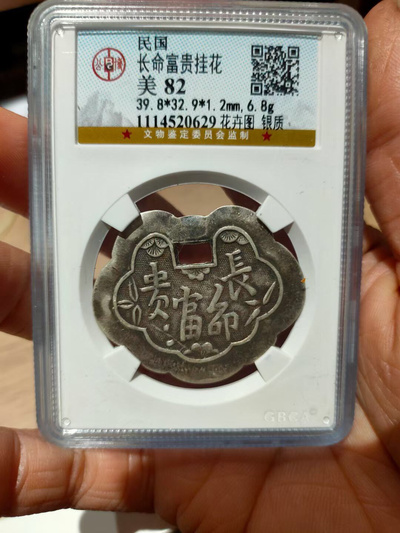 民国
长命富贵挂花
美 82
39.8*32.9*1.2mm,6.8g
1114520629 花卉图 银质
★ 文物鉴定委员会监制 ★
長命富贵
GBCA®